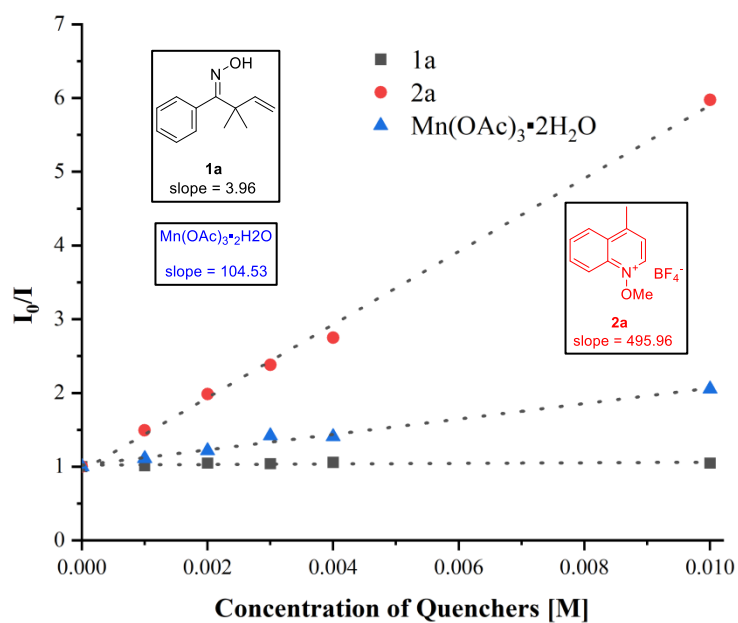 7
6
5
4
3
2
1
0
I₀/I
0.000
0.002
0.004
0.006
0.008
0.010
Concentration of Quenchers [M]
1a
2a
Mn(OAc)₃▪2H₂O
N
OH
1a
slope = 3.96
Mn(OAc)₃▪₂H2O
slope = 104.53
N⁺
BF₄⁻
OMe
2a
slope = 495.96